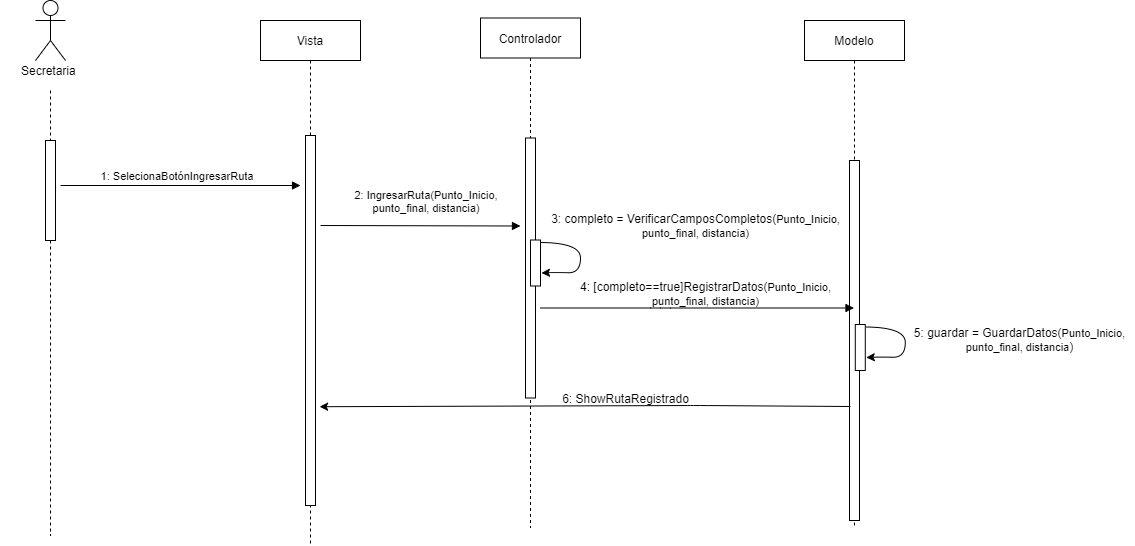 Secretaria
Vista
Controlador
Modelo
1: SelecionaBotónIngresarRuta
2: IngresarRuta(Punto_Inicio,
punto_final, distancia)
3: completo = VerificarCamposCompletos(Punto_Inicio,
punto_final, distancia)
4: [completo==true]RegistrarDatos(Punto_Inicio,
punto_final, distancia)
5: guardar = GuardarDatos(Punto_Inicio,
punto_final, distancia)
6: ShowRutaRegistrado